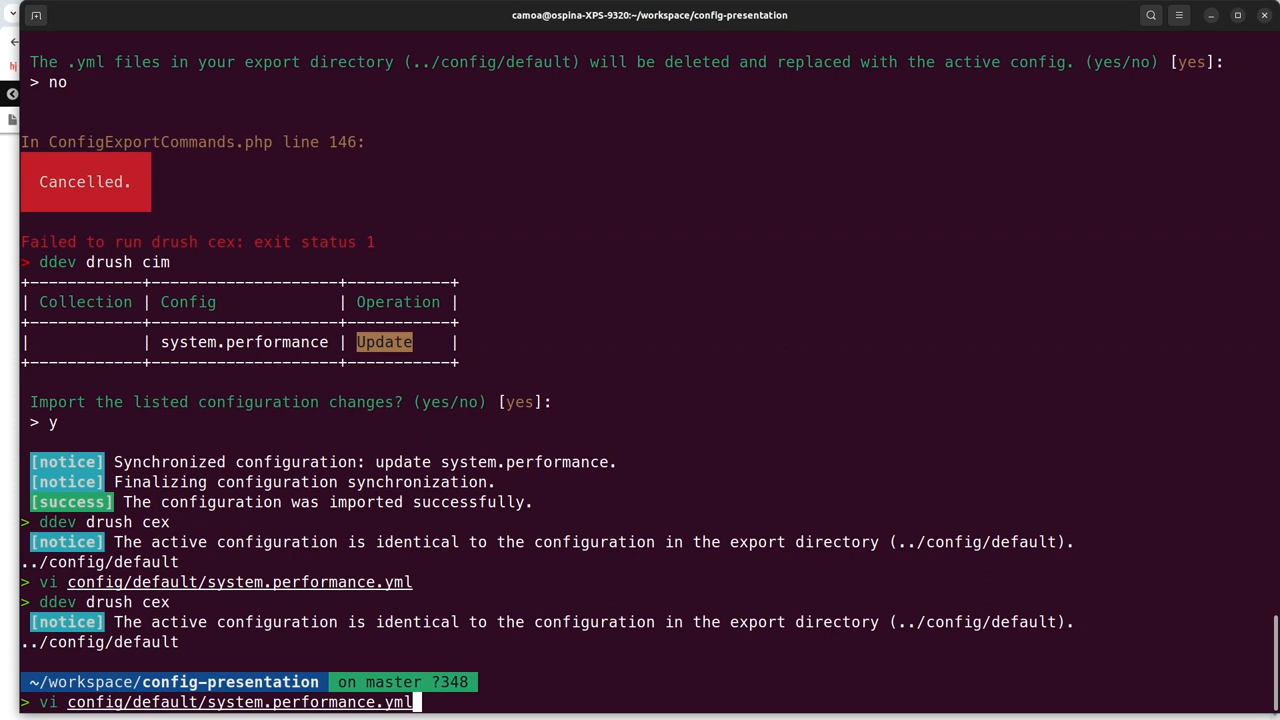 camoa@ospina-XPS-9320:~/workspace/config-presentation
The .yml files in your export directory (../config/default) will be deleted and replaced with the active config. (yes/no) [yes]:
> no
In ConfigExportCommands.php line 146:
Cancelled.
Failed to run drush cex: exit status 1
> ddev drush cim
+------------+--------------------+-----------+
| Collection | Config             | Operation |
+------------+--------------------+-----------+
|            | system.performance | Update    |
+------------+--------------------+-----------+
Import the listed configuration changes? (yes/no) [yes]:
> y
[notice] Synchronized configuration: update system.performance.
[notice] Finalizing configuration synchronization.
[success] The configuration was imported successfully.
> ddev drush cex
[notice] The active configuration is identical to the configuration in the export directory (../config/default).
../config/default
> vi config/default/system.performance.yml
> ddev drush cex
[notice] The active configuration is identical to the configuration in the export directory (../config/default).
../config/default
~/workspace/config-presentation on master ?348
> vi config/default/system.performance.yml